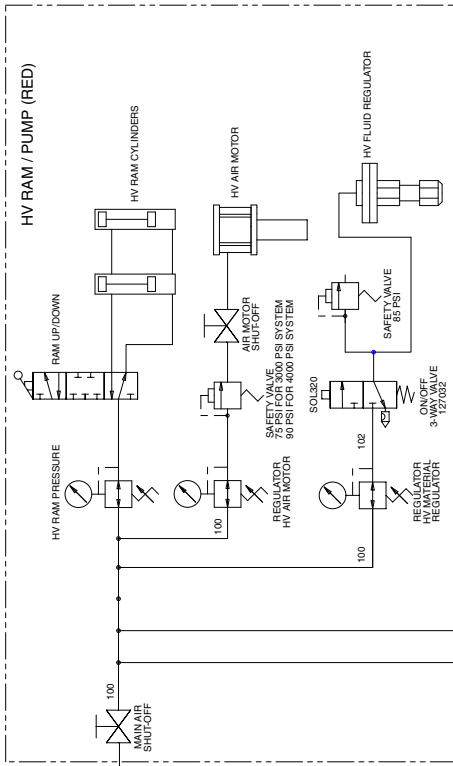 HV RAM / PUMP (RED)
RAM UP/DOWN
HV RAM CYLINDERS
HV RAM PRESSURE
100
MAIN AIR
SHUT-OFF
100
REGULATOR
HV AIR MOTOR
SAFETY VALVE
75 PSI FOR 3000 PSI SYSTEM
90 PSI FOR 4000 PSI SYSTEM
AIR MOTOR
SHUT-OFF
HV AIR MOTOR
100
REGULATOR
HV MATERIAL
REGULATOR
102
SOL320
ON/OFF
3-WAY VALVE
127032
SAFETY VALVE
85 PSI
HV FLUID REGULATOR